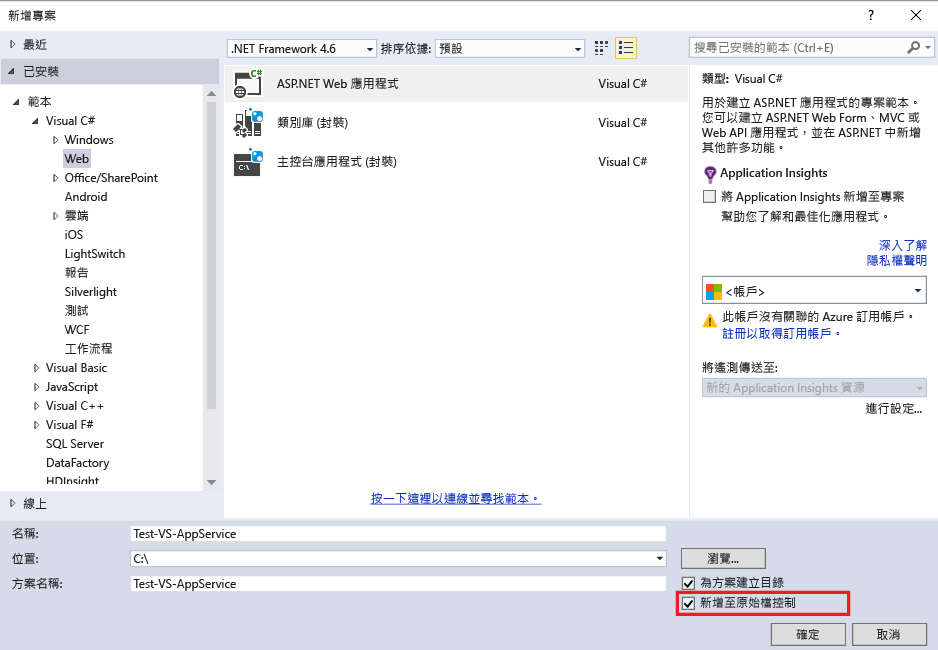 新增專案
? ×
最近
已安裝
範本
Visual C#
Windows
Web
Office/SharePoint
Android
雲端
iOS
LightSwitch
報告
Silverlight
測試
WCF
工作流程
Visual Basic
JavaScript
Visual C++
Visual F#
SQL Server
DataFactory
HDInsight
線上
.NET Framework 4.6 排序依據: 預設
ASP.NET Web 應用程式 Visual C#
類別庫 (封裝) Visual C#
主控台應用程式 (封裝) Visual C#
按一下這裡以連線並尋找範本。
搜尋已安裝的範本 (Ctrl+E)
類型: Visual C#
用於建立 ASP.NET 應用程式的專案範本。
您可以建立 ASP.NET Web Form、MVC 或
Web API 應用程式，並在 ASP.NET 中新增
其他許多功能。
Application Insights
將 Application Insights 新增至專案
幫助您了解和最佳化應用程式。
深入了解
隱私權聲明
<帳戶>
此帳戶沒有關聯的 Azure 訂用帳戶。
註冊以取得訂用帳戶。
將遙測傳送至:
新的 Application Insights 資源
進行設定...
名稱: Test-VS-AppService
位置: C:\ 瀏覽...
方案名稱: Test-VS-AppService
為方案建立目錄
新增至原始檔控制
確定 取消